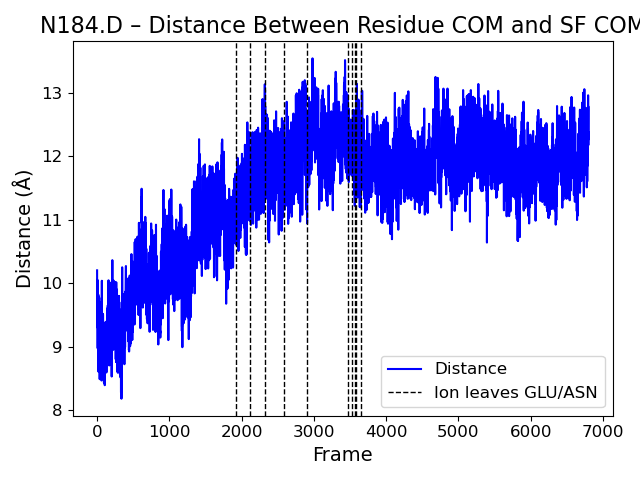 N184.D – Distance Between Residue COM and SF COM
Distance (Å)
13
12
11
10
9
8
Distance
Ion leaves GLU/ASN
0 1000 2000 3000 4000 5000 6000 7000
Frame